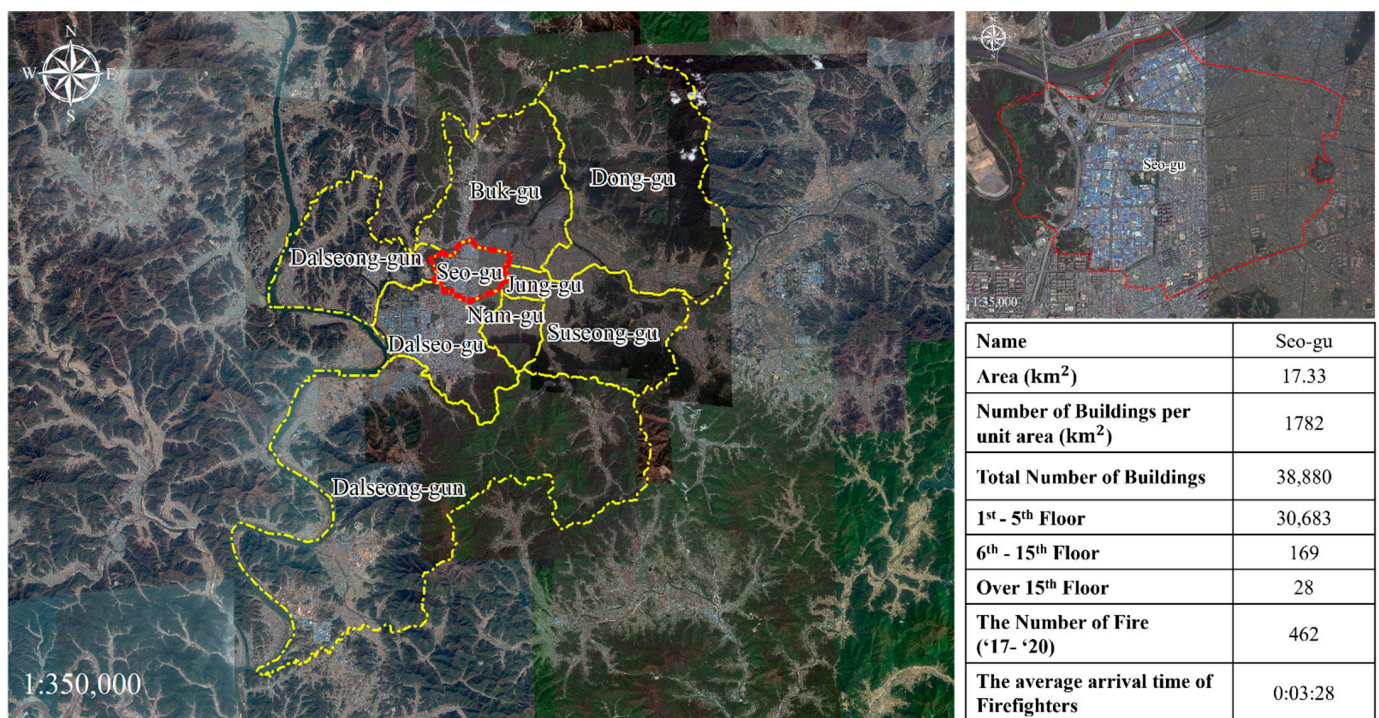 N
W E
S
Buk-gu
Dong-gu
Dalseong-gun
Seo-gu
Jung-gu
Nam-gu
Dalseo-gu
Suseong-gu
Dalseong-gun
1:350,000
N
W E
S
Seo-gu
1:35,000
Name Seo-gu
Area (km²) 17.33
Number of Buildings per
unit area (km²) 1782
Total Number of Buildings 38,880
1st - 5th Floor 30,683
6th - 15th Floor 169
Over 15th Floor 28
The Number of Fire
(‘17- ‘20) 462
The average arrival time of
Firefighters 0:03:28